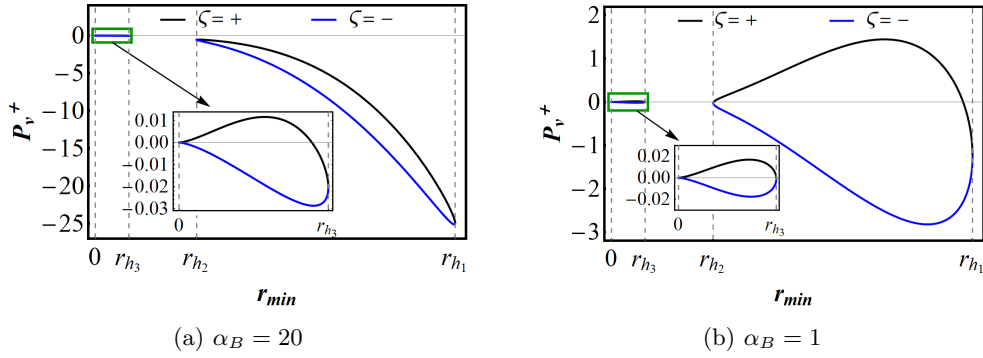 ζ= + ζ= −
P_v^+
0
−5
−10
−15
−20
−25
0.01
0.00
−0.01
−0.02
−0.03
0 r_{h_3}
0 r_{h_3} r_{h_2} r_{h_1}
r_{min}
(a) α_B = 20
ζ= + ζ= −
P_v^+
2
1
0
−1
−2
−3
0.02
0.00
−0.02
0 r_{h_3}
0 r_{h_3} r_{h_2} r_{h_1}
r_{min}
(b) α_B = 1